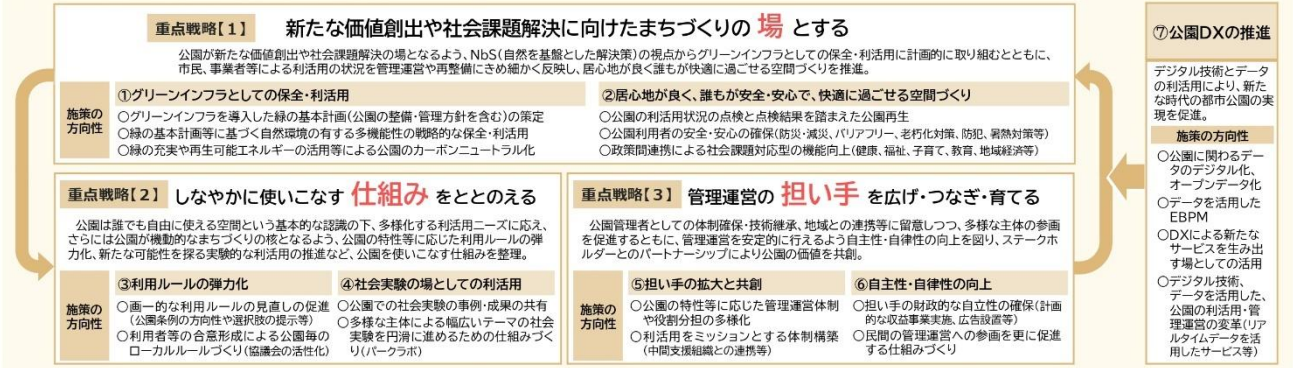 重点戦略【1】 新たな価値創出や社会課題解決に向けたまちづくりの 場 とする
公園が新たな価値創出や社会課題解決の場となるよう、NbS(自然を基盤とした解決策)の視点からグリーンインフラとしての保全・利活用に計画的に取り組むとともに、
市民、事業者等による利活用の状況を管理運営や再整備にきめ細かく反映し、居心地が良く誰もが快適に過ごせる空間づくりを推進。
施策の
方向性
①グリーンインフラとしての保全・利活用
○グリーンインフラを導入した緑の基本計画(公園の整備・管理方針を含む)の策定
○緑の基本計画等に基づく自然環境の有する多機能性の戦略的な保全・利活用
○緑の充実や再生可能エネルギーの活用等による公園のカーボンニュートラル化
②居心地が良く、誰もが安全・安心で、快適に過ごせる空間づくり
○公園の利活用状況の点検と点検結果を踏まえた公園再生
○公園利用者の安全・安心の確保(防災・減災、バリアフリー、老朽化対策、防犯、暑熱対策等)
○政策間連携による社会課題対応型の機能向上(健康、福祉、子育て、教育、地域経済等)
重点戦略【2】 しなやかに使いこなす 仕組み をととのえる
公園は誰でも自由に使える空間という基本的な認識の下、多様化する利活用ニーズに応え、
さらには公園が機動的なまちづくりの核となるよう、公園の特性等に応じた利用ルールの弾
力化、新たな可能性を探る実験的な利活用の推進など、公園を使いこなす仕組みを整理。
施策の
方向性
③利用ルールの弾力化
○画一的な利用ルールの見直しの促進
(公園条例の方向性や選択肢の提示等)
○利用者等の合意形成による公園毎の
ローカルルールづくり(協議会の活性化)
④社会実験の場としての利活用
○公園での社会実験の事例・成果の共有
○多様な主体による幅広いテーマの社会
実験を円滑に進めるための仕組みづく
り(パークラボ)
重点戦略【3】 管理運営の 担い手 を広げ・つなぎ・育てる
公園管理者としての体制確保・技術継承、地域との連携等に留意しつつ、多様な主体の参画
を促進するともに、管理運営を安定的に行えるよう自主性・自律性の向上を図り、ステークホ
ルダーとのパートナーシップにより公園の価値を共創。
施策の
方向性
⑤担い手の拡大と共創
○公園の特性等に応じた管理運営体制
や役割分担の多様化
○利活用をミッションとする体制構築
(中間支援組織との連携等)
⑥自主性・自律性の向上
○担い手の財政的な自立性の確保(計画
的な収益事業実施、広告設置等)
○民間の管理運営への参画を更に促進
する仕組みづくり
⑦公園DXの推進
デジタル技術とデータ
の利活用により、新た
な時代の都市公園の実
現を促進。
施策の方向性
○公園に関わるデー
タのデジタル化、
オープンデータ化
○データを活用した
EBPM
○DXによる新たな
サービスを生み出
す場としての活用
○デジタル技術、
データを活用した、
公園の利活用・管
理運営の変革(リア
ルタイムデータを活
用したサービス等)